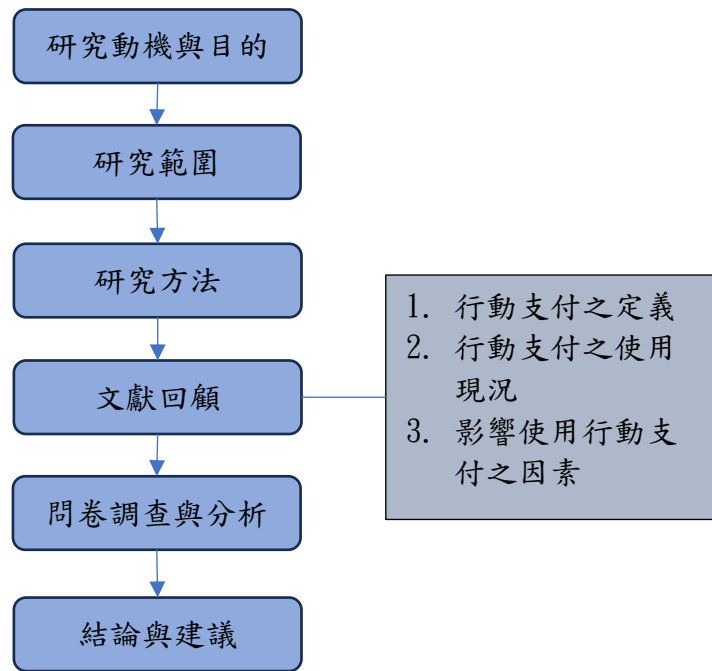 研究動機與目的
研究範圍
研究方法
1. 行動支付之定義
2. 行動支付之使用
現況
3. 影響使用行動支
付之因素
文獻回顧
問卷調查與分析
結論與建議